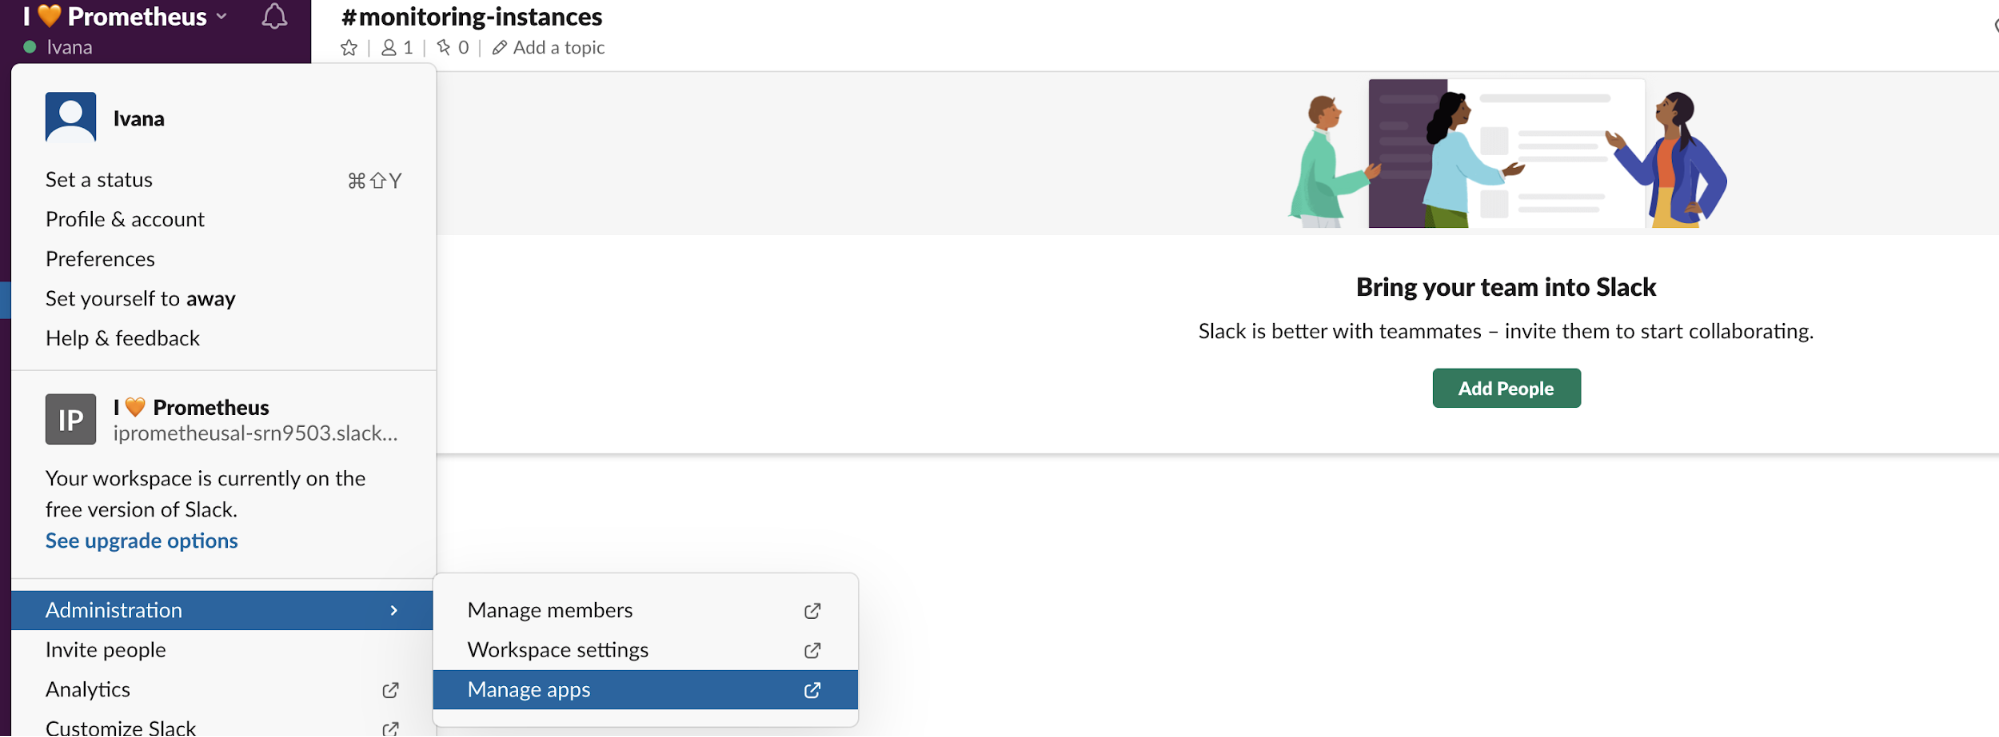 I 🧡 Prometheus
Ivana
#monitoring-instances
1 | 0 | Add a topic
Ivana
Set a status ⌘⇧Y
Profile & account
Preferences
Set yourself to away
Help & feedback
IP
I 🧡 Prometheus
iprometheusal-srn9503.slack...
Your workspace is currently on the
free version of Slack.
See upgrade options
Administration
Invite people
Analytics
Customize Slack
Manage members
Workspace settings
Manage apps
Bring your team into Slack
Slack is better with teammates – invite them to start collaborating.
Add People